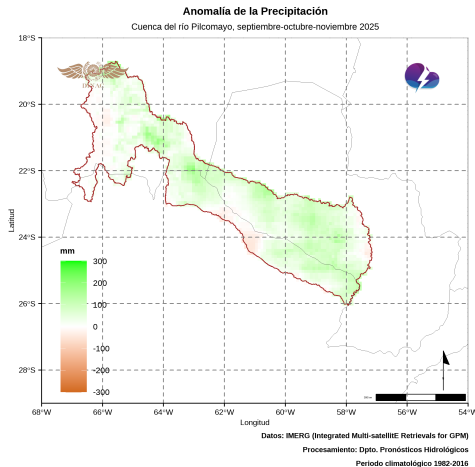 Anomalía de la Precipitación
Cuenca del río Pilcomayo, septiembre-octubre-noviembre 2025
18°S
20°S
22°S
24°S
26°S
28°S
Latitud
mm
300
200
100
0
-100
-200
-300
68°W 66°W 64°W 62°W 60°W 58°W 56°W 54°W
Longitud
Datos: IMERG (Integrated Multi-satellitE Retrievals for GPM)
Procesamiento: Dpto. Pronósticos Hidrológicos
Periodo climatológico 1982-2016